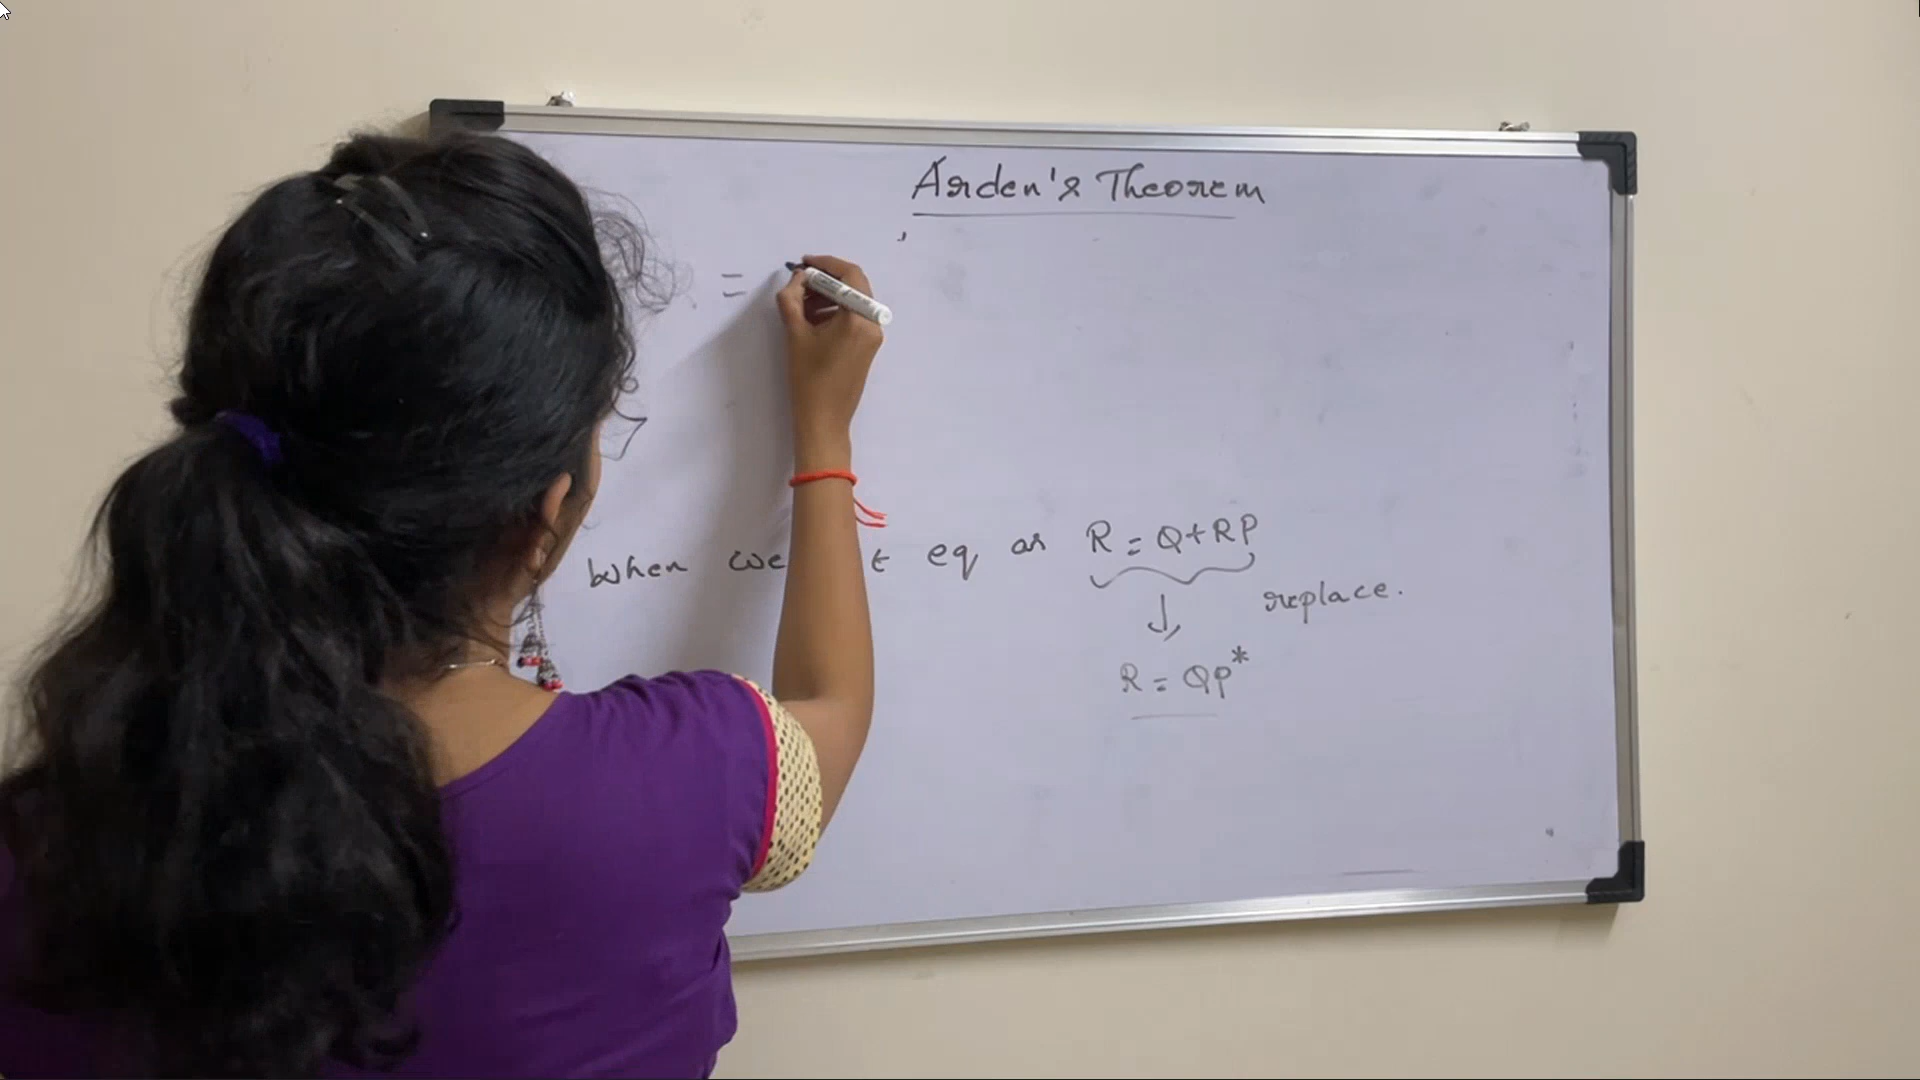 Arden's Theorem
=
When we t eq as R = Q+RP
replace.
R = QP*